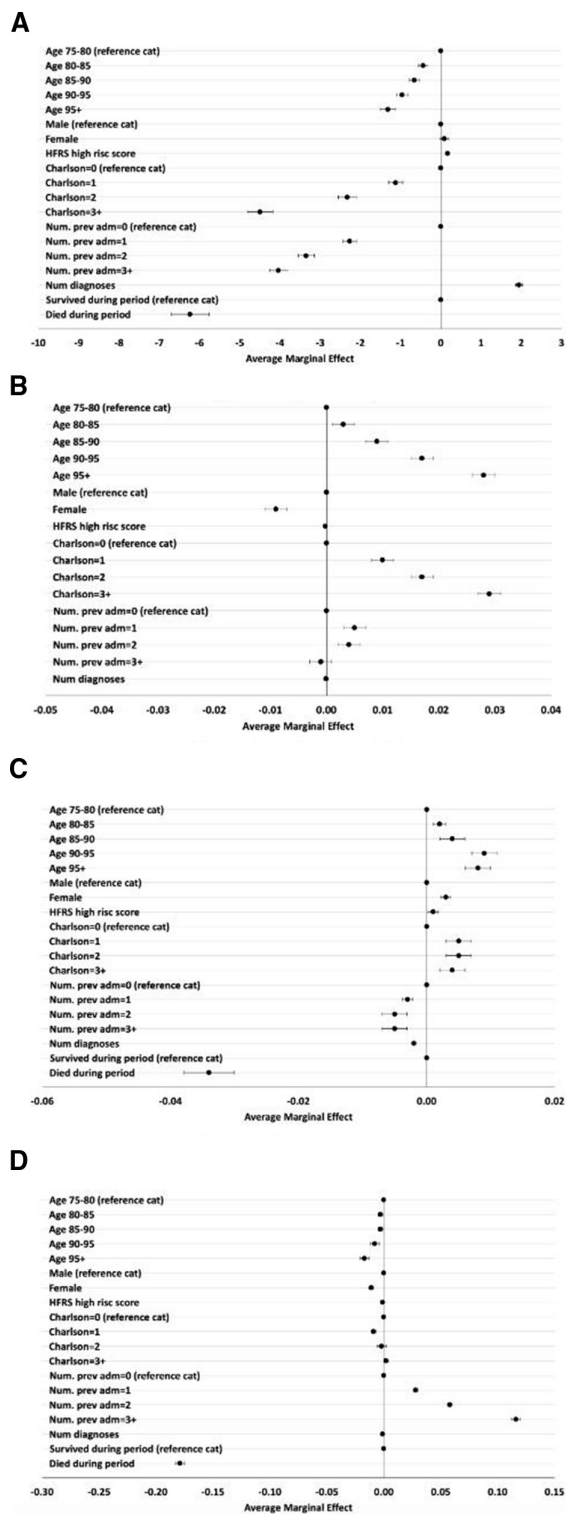 A
Age 75-80 (reference cat)
Age 80-85
Age 85-90
Age 90-95
Age 95+
Male (reference cat)
Female
HFRS high risc score
Charlson=0 (reference cat)
Charlson=1
Charlson=2
Charlson=3+
Num. prev adm=0 (reference cat)
Num. prev adm=1
Num. prev adm=2
Num. prev adm=3+
Num diagnoses
Survived during period (reference cat)
Died during period
-10 -9 -8 -7 -6 -5 -4 -3 -2 -1 0 1 2 3
Average Marginal Effect
B
Age 75-80 (reference cat)
Age 80-85
Age 85-90
Age 90-95
Age 95+
Male (reference cat)
Female
HFRS high risc score
Charlson=0 (reference cat)
Charlson=1
Charlson=2
Charlson=3+
Num. prev adm=0 (reference cat)
Num. prev adm=1
Num. prev adm=2
Num. prev adm=3+
Num diagnoses
-0.05 -0.04 -0.03 -0.02 -0.01 0.00 0.01 0.02 0.03 0.04
Average Marginal Effect
C
Age 75-80 (reference cat)
Age 80-85
Age 85-90
Age 90-95
Age 95+
Male (reference cat)
Female
HFRS high risc score
Charlson=0 (reference cat)
Charlson=1
Charlson=2
Charlson=3+
Num. prev adm=0 (reference cat)
Num. prev adm=1
Num. prev adm=2
Num. prev adm=3+
Num diagnoses
Survived during period (reference cat)
Died during period
-0.06 -0.04 -0.02 0.00 0.02
Average Marginal Effect
D
Age 75-80 (reference cat)
Age 80-85
Age 85-90
Age 90-95
Age 95+
Male (reference cat)
Female
HFRS high risc score
Charlson=0 (reference cat)
Charlson=1
Charlson=2
Charlson=3+
Num. prev adm=0 (reference cat)
Num. prev adm=1
Num. prev adm=2
Num. prev adm=3+
Num diagnoses
Survived during period (reference cat)
Died during period
-0.30 -0.25 -0.20 -0.15 -0.10 -0.05 0.00 0.05 0.10 0.15
Average Marginal Effect